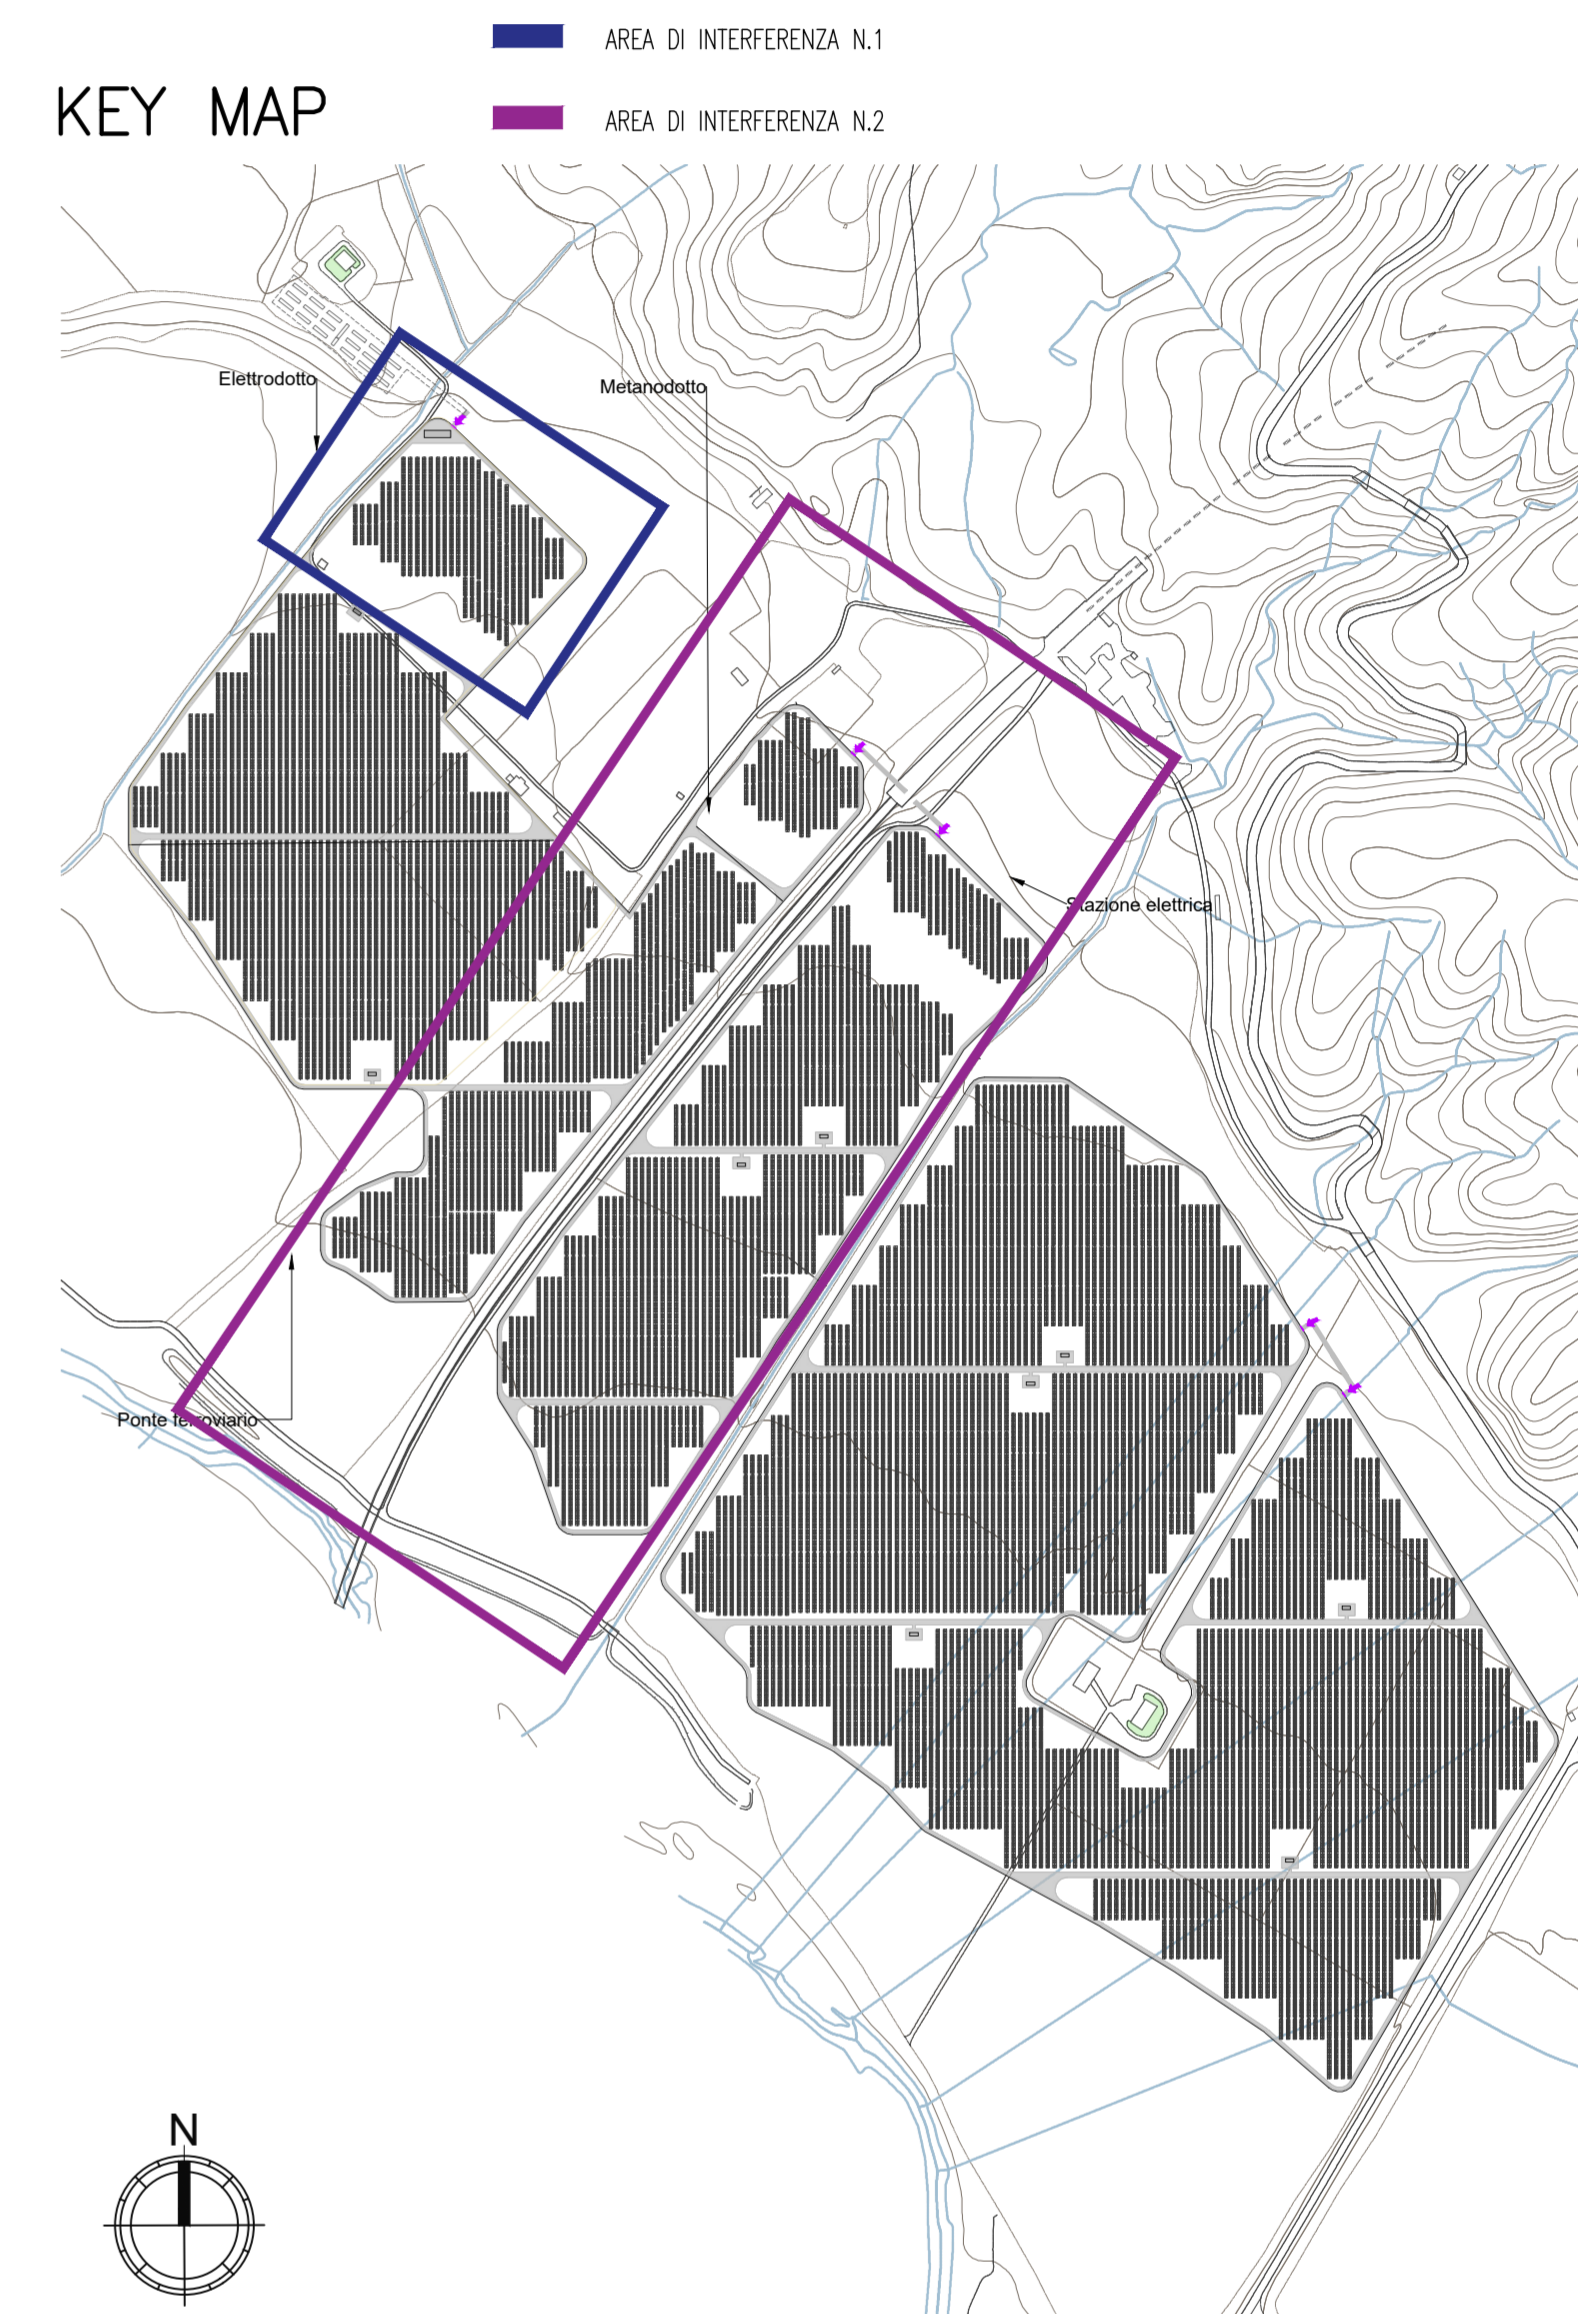 AREA DI INTERFERENZA N.1
KEY MAP
AREA DI INTERFERENZA N.2
Elettrodotto
Metanodotto
Stazione elettrica
Ponte ferroviario
N